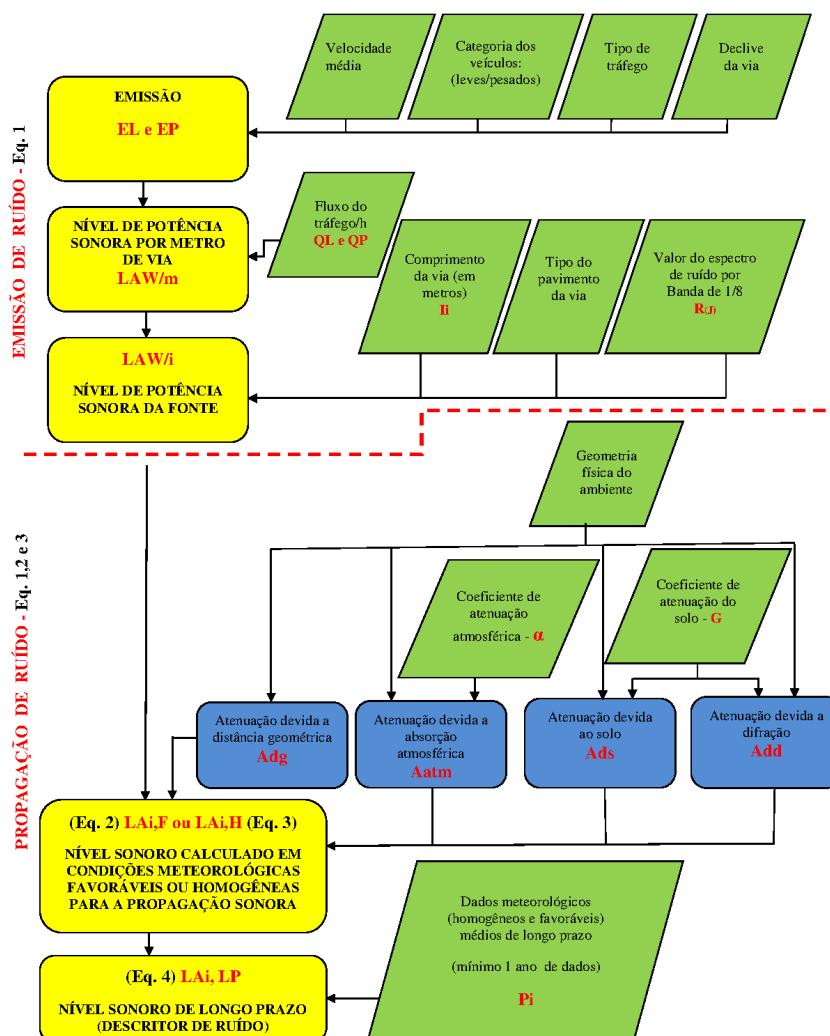 Velocidade
média
Categoria dos
veículos:
(leves/pesados)
Tipo de
tráfego
Declive
da via
EMISSÃO
EL e EP
EMISSÃO DE RUÍDO - Eq. 1
NÍVEL DE POTÊNCIA
SONORA POR METRO
DE VIA
LAW/m
Fluxo do
tráfego/h
QL e QP
Comprimento
da via (em
metros)
Ii
Tipo do
pavimento
da via
Valor do espectro
de ruído por
Banda de 1/8
R(J)
LAW/i
NÍVEL DE POTÊNCIA
SONORA DA FONTE
Geometria
física do
ambiente
PROPAGAÇÃO DE RUÍDO - Eq. 1,2 e 3
Coeficiente de
atenuação
atmosférica - α
Coeficiente de
atenuação do
solo - G
Atenuação devida a
distância geométrica
Adg
Atenuação devida a
absorção
atmosférica
Aatm
Atenuação devida
ao solo
Ads
Atenuação devida a
difração
Add
(Eq. 2) LAi,F ou LAi,H (Eq. 3)
NÍVEL SONORO CALCULADO EM
CONDIÇÕES METEOROLÓGICAS
FAVORÁVEIS OU HOMOGÊNEAS
PARA A PROPAGAÇÃO SONORA
Dados meteorológicos
(homogêneos e favoráveis)
médios de longo prazo
(mínimo 1 ano de dados)
Pi
(Eq. 4) LAi, LP
NÍVEL SONORO DE LONGO PRAZO
(DESCRITOR DE RUÍDO)